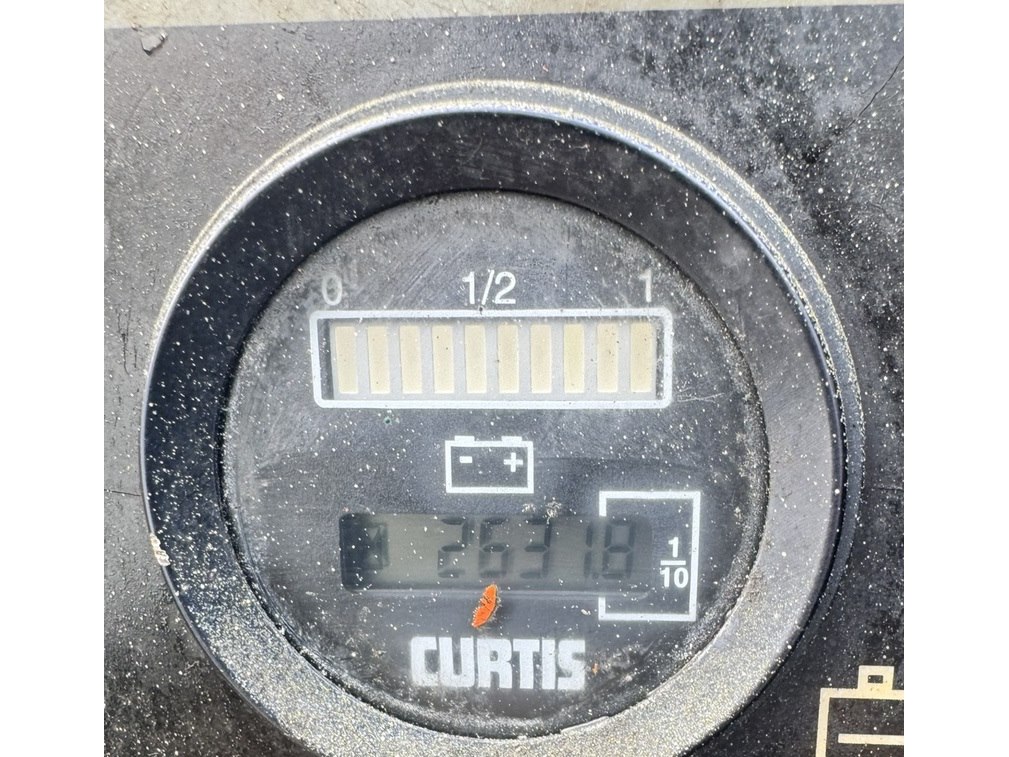 0 1/2 1
- +
2631.8
1/10
CURTIS